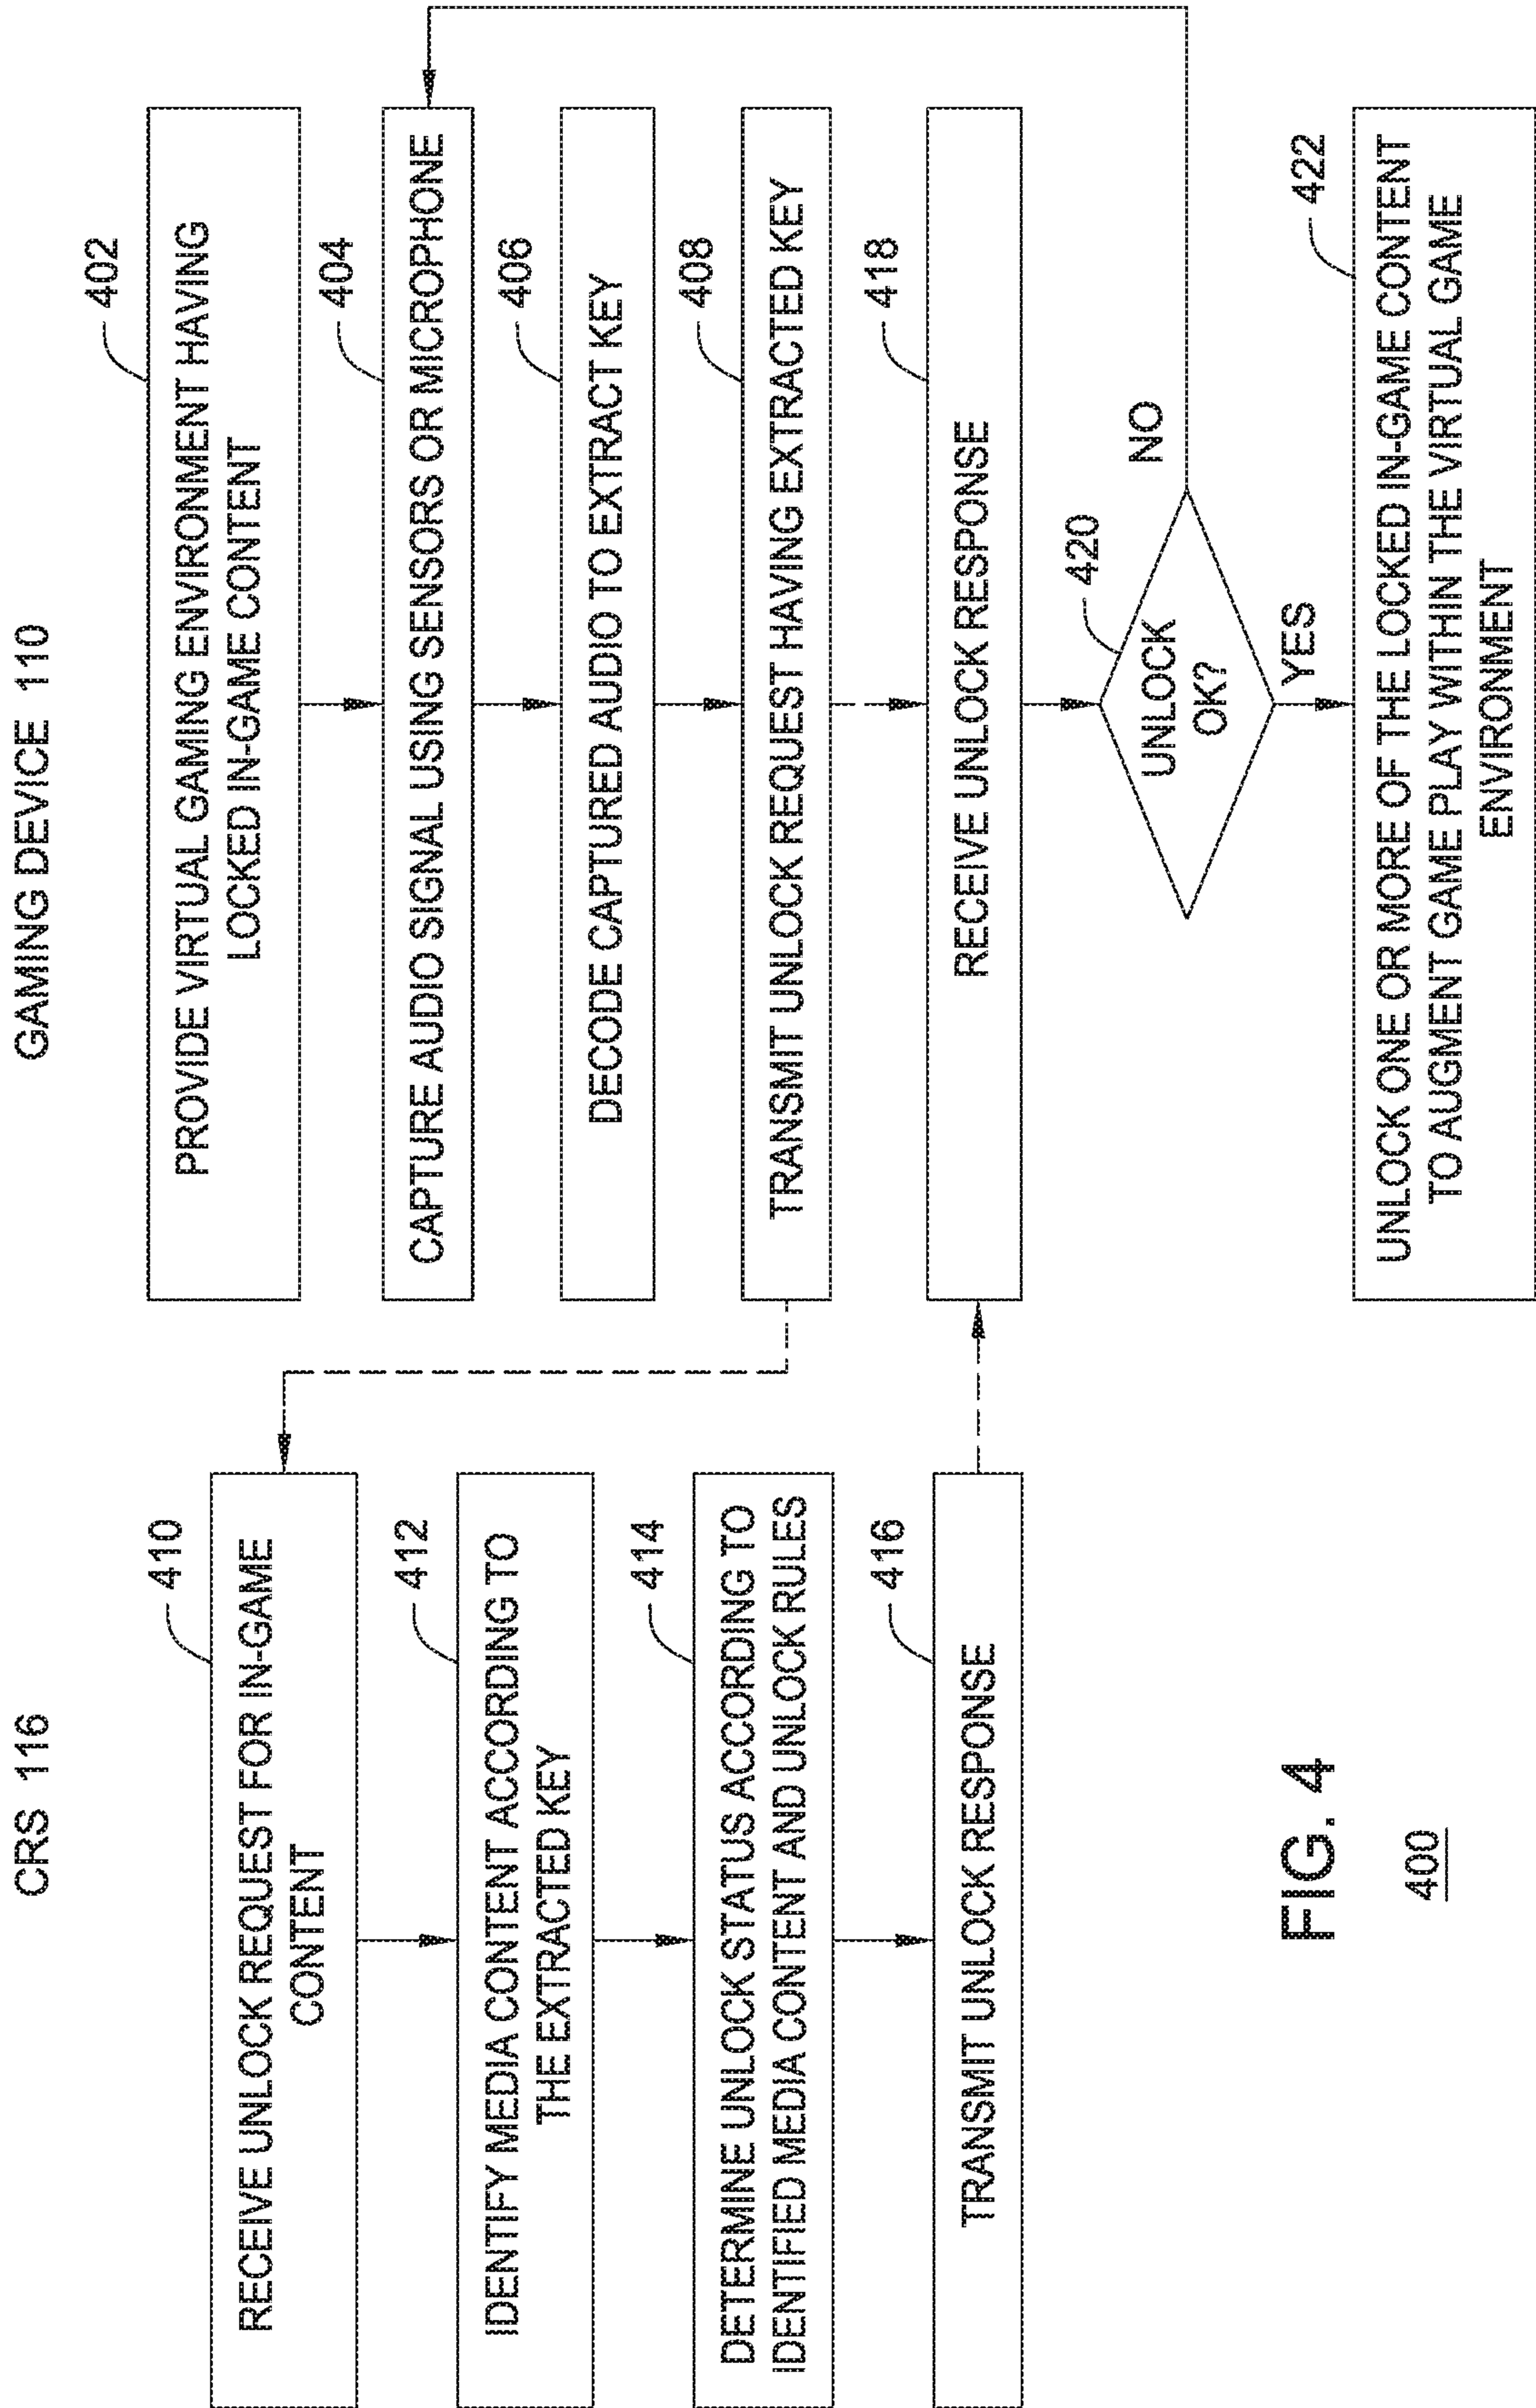 CRS 116
GAMING DEVICE 110
410
RECEIVE UNLOCK REQUEST FOR IN-GAME
CONTENT
412
IDENTIFY MEDIA CONTENT ACCORDING TO
THE EXTRACTED KEY
414
DETERMINE UNLOCK STATUS ACCORDING TO
IDENTIFIED MEDIA CONTENT AND UNLOCK RULES
416
TRANSMIT UNLOCK RESPONSE
402
PROVIDE VIRTUAL GAMING ENVIRONMENT HAVING
LOCKED IN-GAME CONTENT
404
CAPTURE AUDIO SIGNAL USING SENSORS OR MICROPHONE
406
DECODE CAPTURED AUDIO TO EXTRACT KEY
408
TRANSMIT UNLOCK REQUEST HAVING EXTRACTED KEY
418
RECEIVE UNLOCK RESPONSE
420
UNLOCK
OK?
NO
YES
422
UNLOCK ONE OR MORE OF THE LOCKED IN-GAME CONTENT
TO AUGMENT GAME PLAY WITHIN THE VIRTUAL GAME
ENVIRONMENT
FIG. 4
400